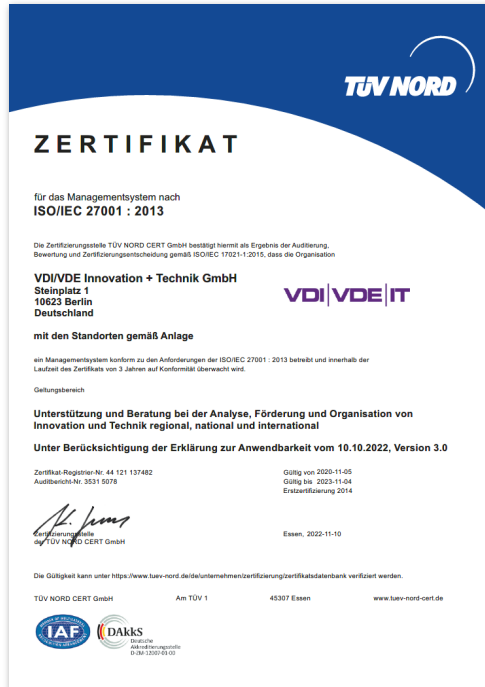 TÜV NORD
ZERTIFIKAT
für das Managementsystem nach
ISO/IEC 27001 : 2013
Die Zertifizierungsstelle TÜV NORD CERT GmbH bestätigt hiermit als Ergebnis der Auditierung,
Bewertung und Zertifizierungsentscheidung gemäß ISO/IEC 17021-1:2015, dass die Organisation
VDI/VDE Innovation + Technik GmbH
Steinplatz 1
10623 Berlin
Deutschland
VDI|VDE|IT
mit den Standorten gemäß Anlage
ein Managementsystem konform zu den Anforderungen der ISO/IEC 27001 : 2013 betreibt und innerhalb der
Laufzeit des Zertifikats von 3 Jahren auf Konformität überwacht wird.
Geltungsbereich
Unterstützung und Beratung bei der Analyse, Förderung und Organisation von
Innovation und Technik regional, national und international
Unter Berücksichtigung der Erklärung zur Anwendbarkeit vom 10.10.2022, Version 3.0
Zertifikat-Registrier-Nr. 44 121 137482
Auditbericht-Nr. 3531 5078
Gültig von 2020-11-05
Gültig bis 2023-11-04
Erstzertifizierung 2014
Zertifizierungsstelle
der TÜV NORD CERT GmbH
Essen, 2022-11-10
Die Gültigkeit kann unter https://www.tuev-nord.de/de/unternehmen/zertifizierung/zertifikatsdatenbank verifiziert werden.
TÜV NORD CERT GmbH
Am TÜV 1
45307 Essen
www.tuev-nord-cert.de
IAF
DAkkS
Deutsche
Akkreditierungsstelle
D-ZM-12007-01-00